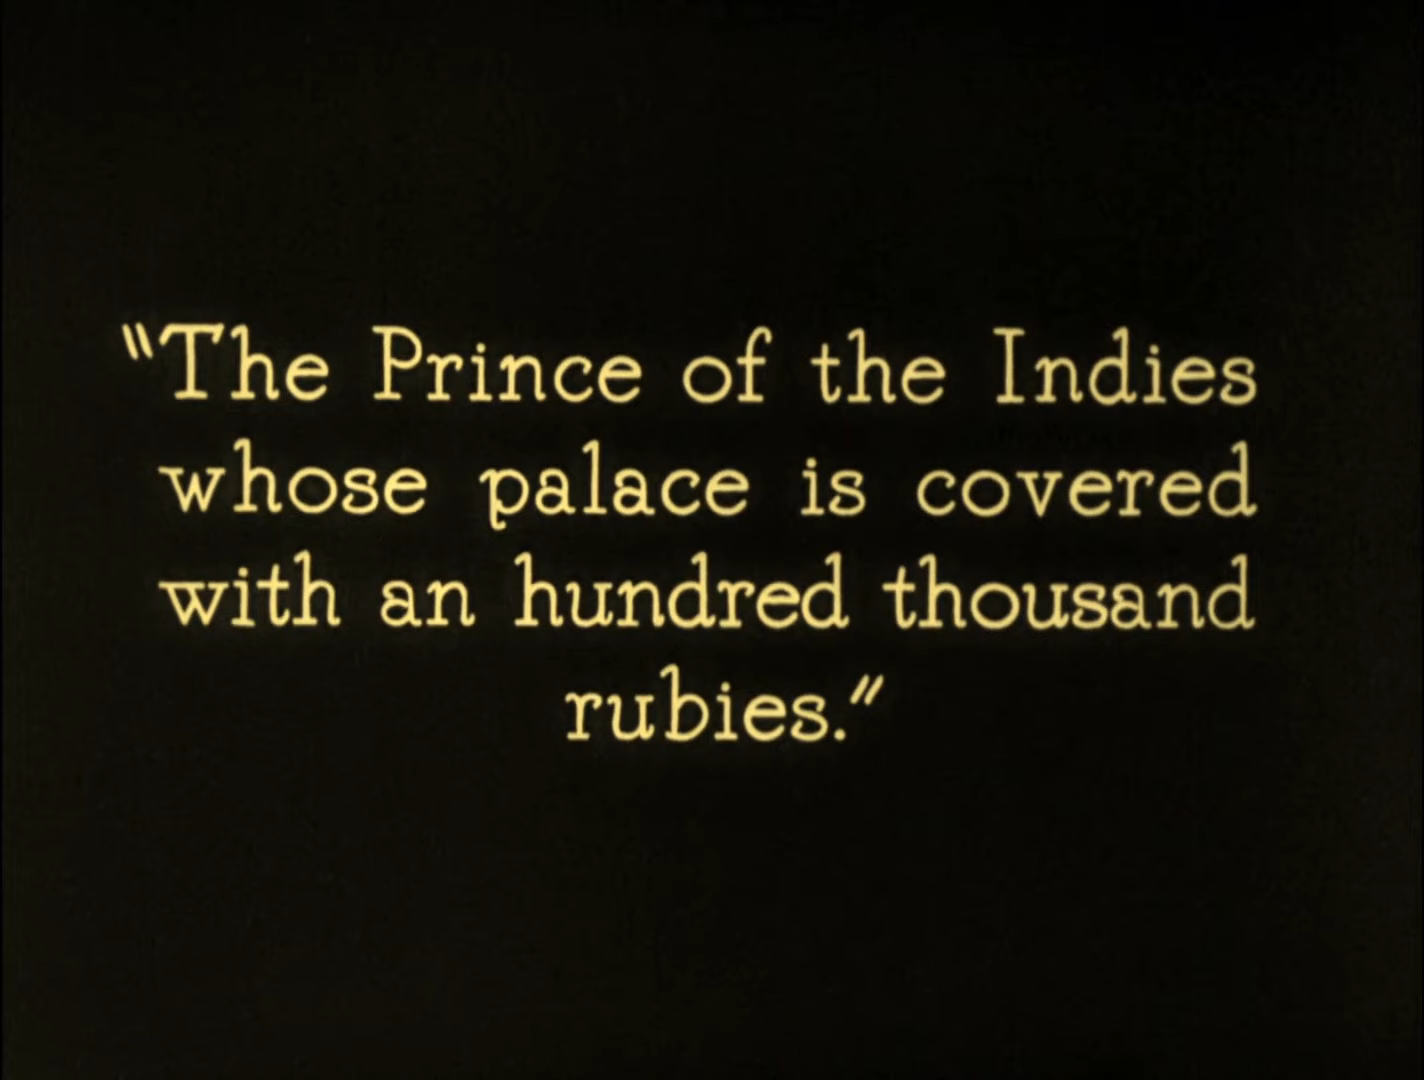 "The Prince of the Indies
whose palace is covered
with an hundred thousand
rubies."